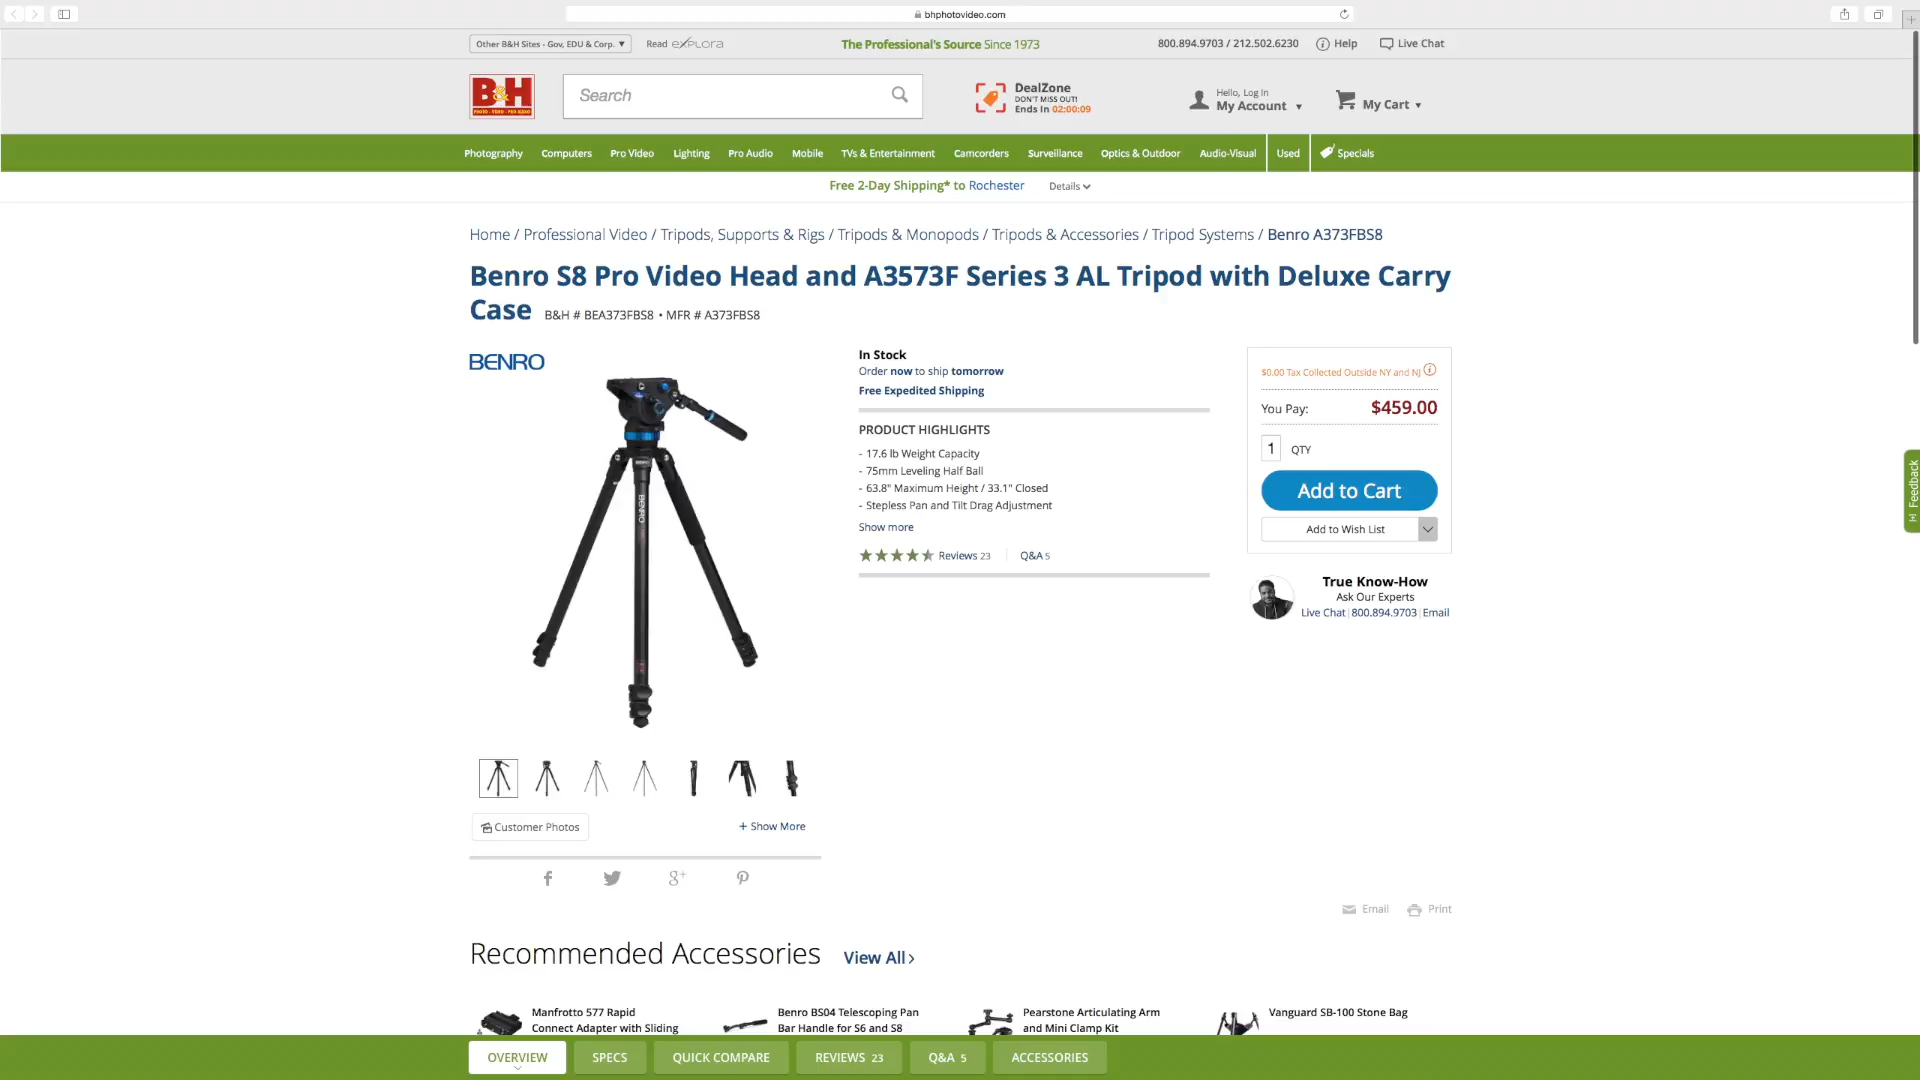 bhphotovideo.com
Other B&H Sites - Gov, EDU & Corp. ▼
Read eXPLORA
The Professional's Source Since 1973
800.894.9703 / 212.502.6230
Help
Live Chat
B&H
PHOTO - VIDEO - PRO AUDIO
Search
DealZone
DON'T MISS OUT!
Ends In 02:00:09
Hello, Log In
My Account ▼
My Cart ▼
Photography Computers Pro Video Lighting Pro Audio Mobile TVs & Entertainment Camcorders Surveillance Optics & Outdoor Audio-Visual Used Specials
Free 2-Day Shipping* to Rochester Details
Home / Professional Video / Tripods, Supports & Rigs / Tripods & Monopods / Tripods & Accessories / Tripod Systems / Benro A373FBS8
Benro S8 Pro Video Head and A3573F Series 3 AL Tripod with Deluxe Carry
Case B&H # BEA373FBS8 • MFR # A373FBS8
BENRO
BENRO
BENRO
In Stock
Order now to ship tomorrow
Free Expedited Shipping
PRODUCT HIGHLIGHTS
- 17.6 lb Weight Capacity
- 75mm Leveling Half Ball
- 63.8" Maximum Height / 33.1" Closed
- Stepless Pan and Tilt Drag Adjustment
Show more
Reviews 23
Q&A 5
$0.00 Tax Collected Outside NY and NJ
You Pay: $459.00
1 QTY
Add to Cart
Add to Wish List
True Know-How
Ask Our Experts
Live Chat | 800.894.9703 | Email
Feedback
Customer Photos
+ Show More
Email Print
Recommended Accessories View All ›
Manfrotto 577 Rapid
Connect Adapter with Sliding
Benro BS04 Telescoping Pan
Bar Handle for S6 and S8
Pearstone Articulating Arm
and Mini Clamp Kit
Vanguard SB-100 Stone Bag
OVERVIEW SPECS QUICK COMPARE REVIEWS 23 Q&A 5 ACCESSORIES